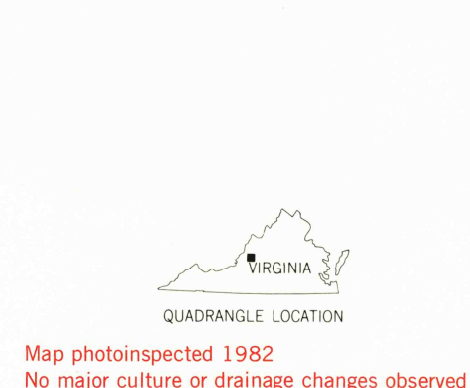 VIRGINIA
QUADRANGLE LOCATION
Map photoinspected 1982
No major culture or drainage changes observed